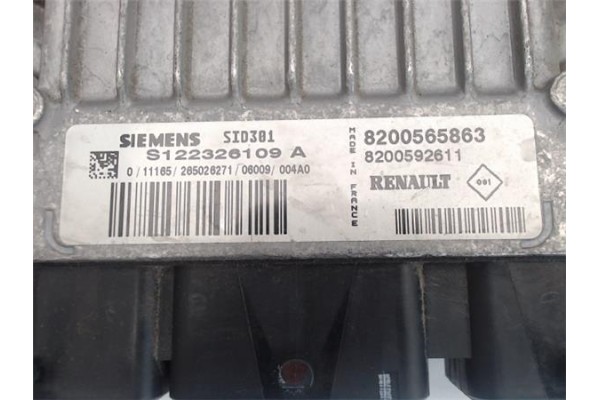 SIEMENS SID301
S122326109 A
0/11165/265026271/06009/004A0
MADE IN FRANCE
8200565863
8200592611
RENAULT
001